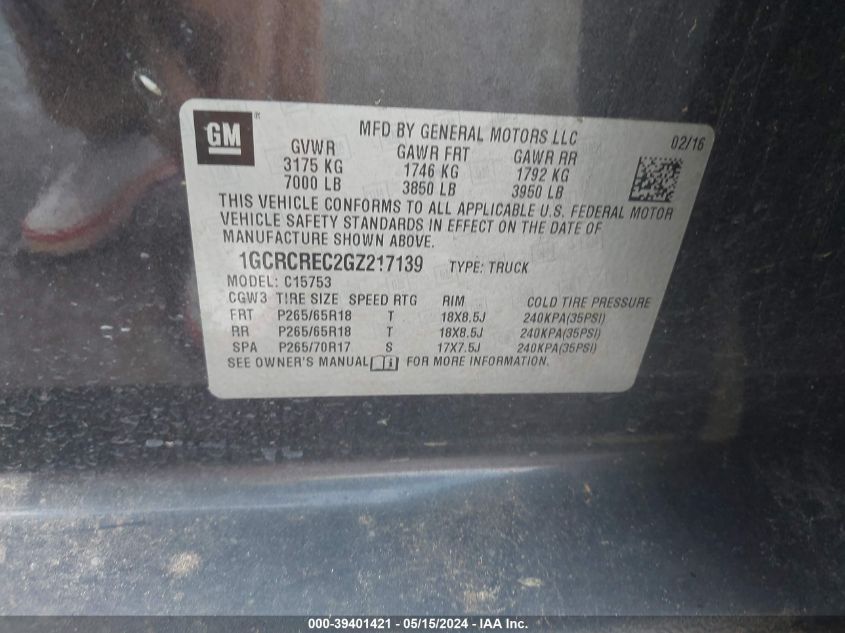 GM ®
MFD BY GENERAL MOTORS LLC 02/16
GVWR GAWR FRT GAWR RR
3175 KG 1746 KG 1792 KG
7000 LB 3850 LB 3950 LB
THIS VEHICLE CONFORMS TO ALL APPLICABLE U.S. FEDERAL MOTOR
VEHICLE SAFETY STANDARDS IN EFFECT ON THE DATE OF
MANUFACTURE SHOWN ABOVE.
1GCRCREC2GZ217139 TYPE: TRUCK
MODEL: C15753
CGW3 TIRE SIZE SPEED RTG RIM COLD TIRE PRESSURE
FRT P265/65R18 T 18X8.5J 240KPA(35PSI)
RR P265/65R18 T 18X8.5J 240KPA(35PSI)
SPA P265/70R17 S 17X7.5J 240KPA(35PSI)
SEE OWNER'S MANUAL FOR MORE INFORMATION.
000-39401421 - 05/15/2024 - IAAI, Inc.